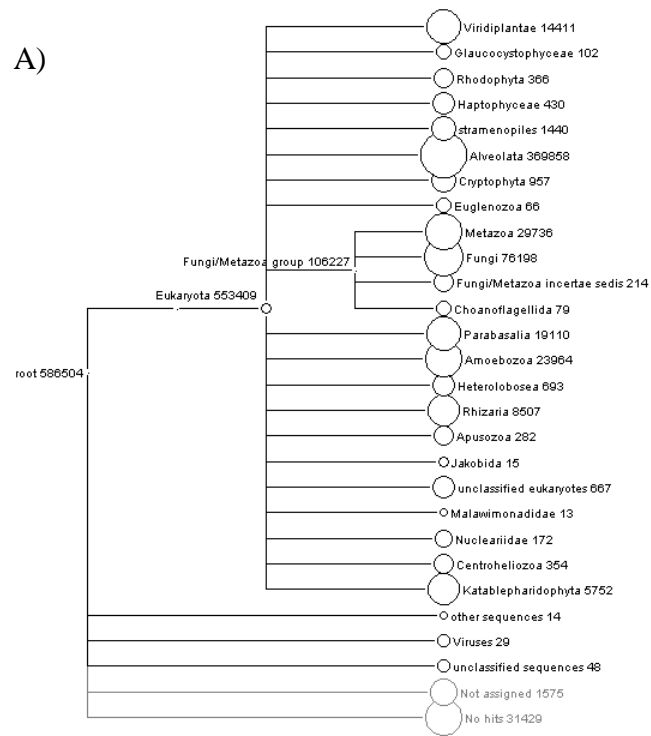 A)
Viridiplantae 14411
Glaucocystophyceae 102
Rhodophyta 366
Haptophyceae 430
stramenopiles 1440
Alveolata 369858
Cryptophyta 957
Euglenozoa 66
Metazoa 29736
Fungi 76198
Fungi/Metazoa group 106227
Fungi/Metazoa incertae sedis 214
Eukaryota 553409
Choanoflagellida 79
Parabasalia 19110
Amoebozoa 23964
root 586504
Heterolobosea 693
Rhizaria 8507
Apusozoa 282
Jakobida 15
unclassified eukaryotes 667
Malawimonadidae 13
Nucleariidae 172
Centroheliozoa 354
Katablepharidophyta 5752
other sequences 14
Viruses 29
unclassified sequences 48
Not assigned 1575
No hits 31429